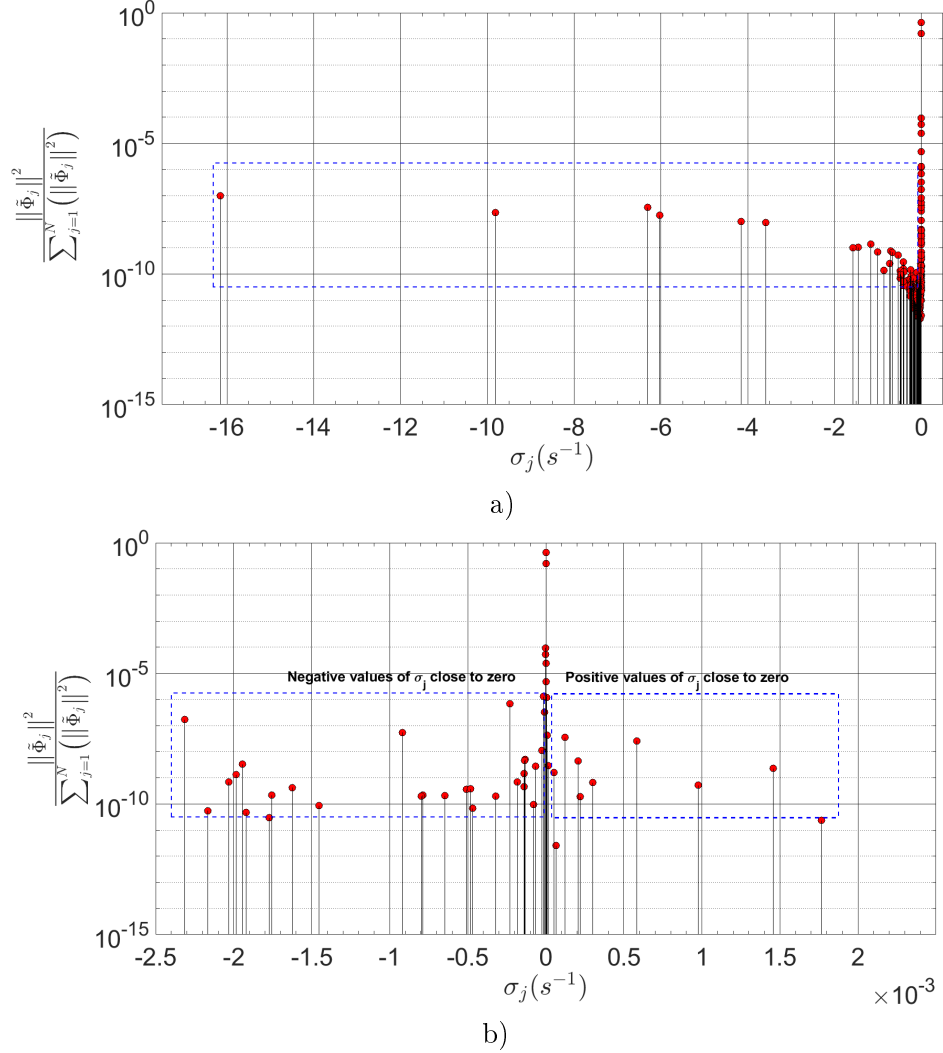 10^0
10^-5
10^-10
10^-15
||Φ̃_j||^2
∑_{j=1}^N (||Φ̃_j||^2)
-16 -14 -12 -10 -8 -6 -4 -2 0
σ_j(s^-1)
a)
10^0
10^-5
10^-10
10^-15
||Φ̃_j||^2
∑_{j=1}^N (||Φ̃_j||^2)
Negative values of σ_j close to zero
Positive values of σ_j close to zero
-2.5 -2 -1.5 -1 -0.5 0 0.5 1 1.5 2
σ_j(s^-1)
×10^-3
b)